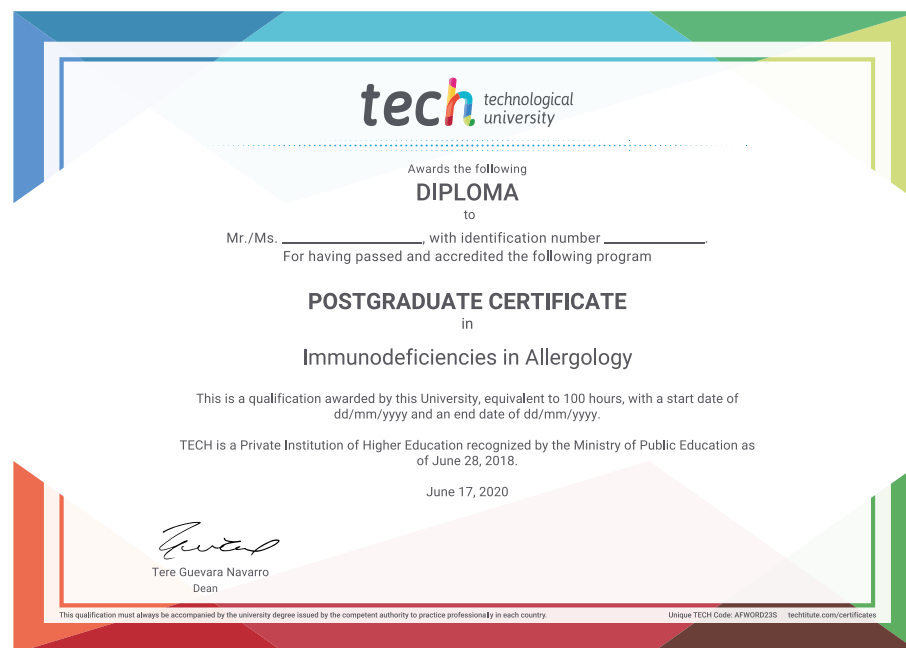 tech technological
university
Awards the following
DIPLOMA
to
Mr./Ms. ____________________, with identification number ______________.
For having passed and accredited the following program
POSTGRADUATE CERTIFICATE
in
Immunodeficiencies in Allergology
This is a qualification awarded by this University, equivalent to 100 hours, with a start date of
dd/mm/yyyy and an end date of dd/mm/yyyy.
TECH is a Private Institution of Higher Education recognized by the Ministry of Public Education as
of June 28, 2018.
June 17, 2020
Tere Guevara Navarro
Dean
This qualification must always be accompanied by the university degree issued by the competent authority to practice professionally in each country. Unique TECH Code: AFWORD23S techtitute.com/certificates